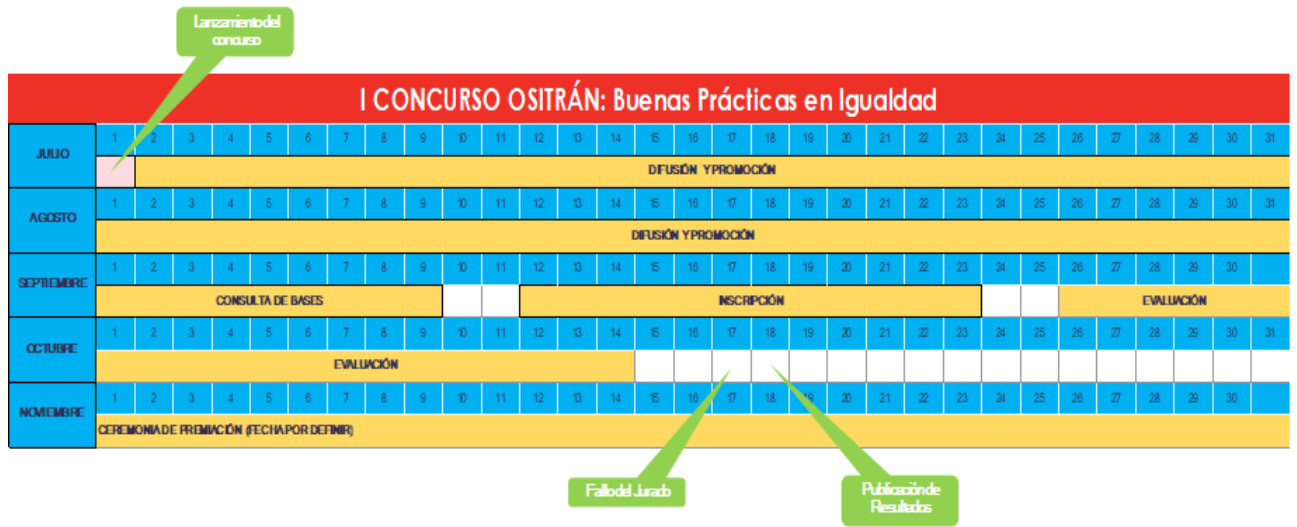 Lanzamiento del
concurso
I CONCURSO OSITRÁN: Buenas Prácticas en Igualdad
JULIO 1 2 3 4 5 6 7 8 9 10 11 12 13 14 15 16 17 18 19 20 21 22 23 24 25 26 27 28 29 30 31
DIFUSIÓN Y PROMOCIÓN
AGOSTO 1 2 3 4 5 6 7 8 9 10 11 12 13 14 15 16 17 18 19 20 21 22 23 24 25 26 27 28 29 30 31
DIFUSIÓN Y PROMOCIÓN
SEPTIEMBRE 1 2 3 4 5 6 7 8 9 10 11 12 13 14 15 16 17 18 19 20 21 22 23 24 25 26 27 28 29 30
CONSULTA DE BASES INSCRIPCIÓN EVALUACIÓN
OCTUBRE 1 2 3 4 5 6 7 8 9 10 11 12 13 14 15 16 17 18 19 20 21 22 23 24 25 26 27 28 29 30 31
EVALUACIÓN
NOVIEMBRE 1 2 3 4 5 6 7 8 9 10 11 12 13 14 15 16 17 18 19 20 21 22 23 24 25 26 27 28 29 30
CEREMONIA DE PREMIACIÓN (FECHA POR DEFINIR)
Fallo del Jurado
Publicación de
Resultados